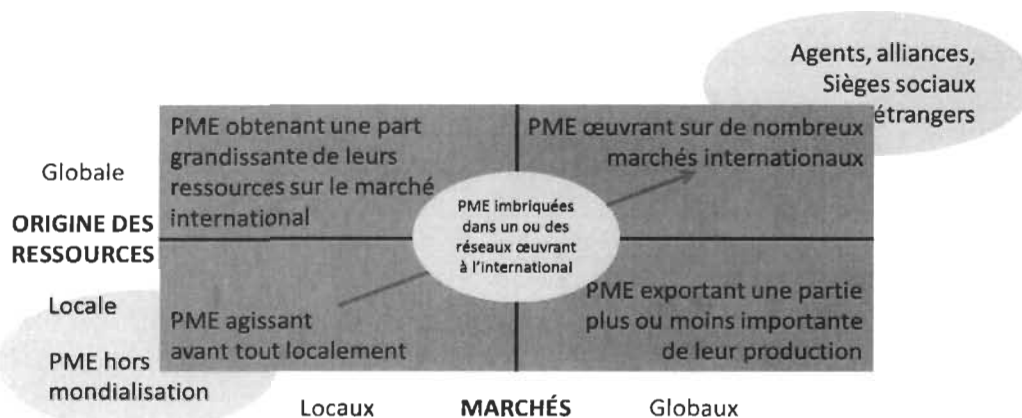 Agents, alliances,
Sièges sociaux
étrangers
PME obtenant une part
grandissante de leurs
ressources sur le marché
international
PME œuvrant sur de nombreux
marchés internationaux
Globale
ORIGINE DES
RESSOURCES
PME imbriquées
dans un ou des
réseaux œuvrant
à l'international
Locale
PME hors
mondialisation
PME agissant
avant tout localement
PME exportant une partie
plus ou moins importante
de leur production
Locaux MARCHÉS Globaux